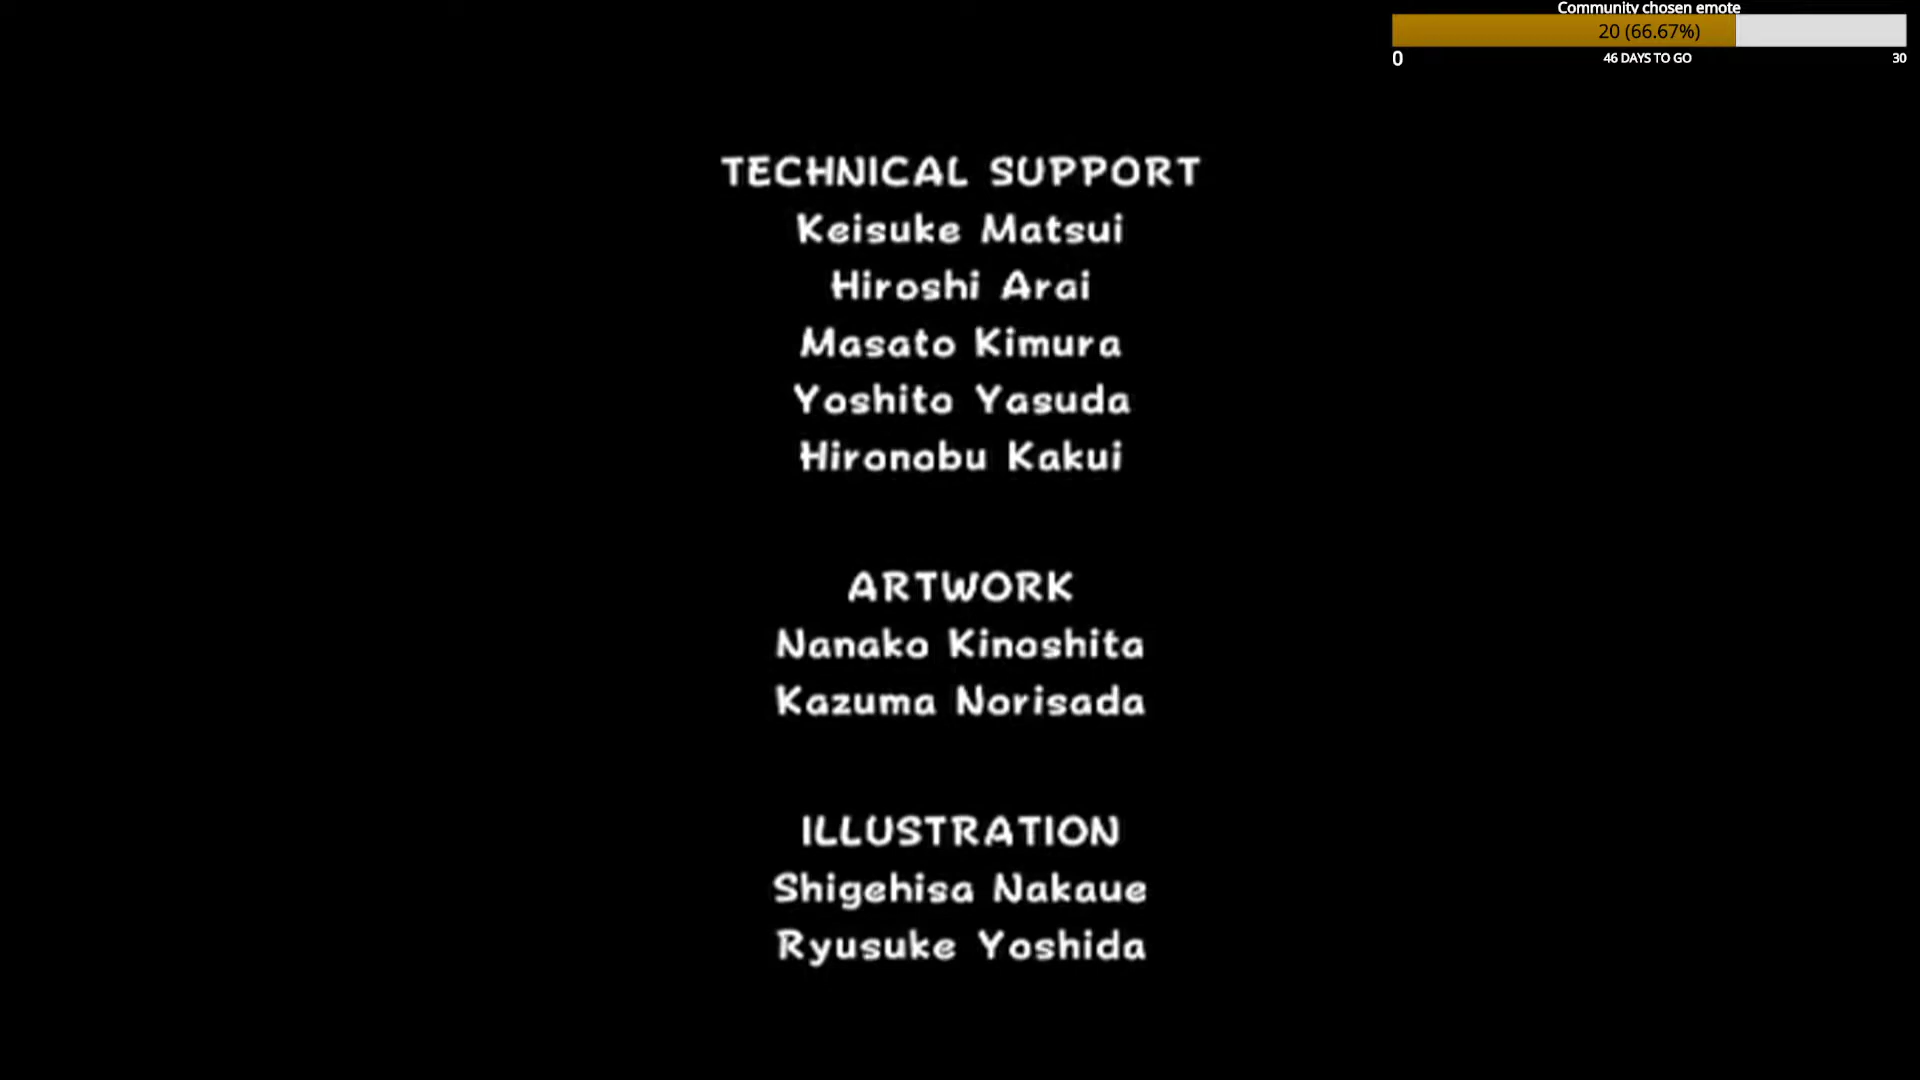 Community chosen emote
20 (66.67%)
0
46 DAYS TO GO
30
TECHNICAL SUPPORT
Keisuke Matsui
Hiroshi Arai
Masato Kimura
Yoshito Yasuda
Hironobu Kakui
ARTWORK
Nanako Kinoshita
Kazuma Norisada
ILLUSTRATION
Shigehisa Nakaue
Ryusuke Yoshida